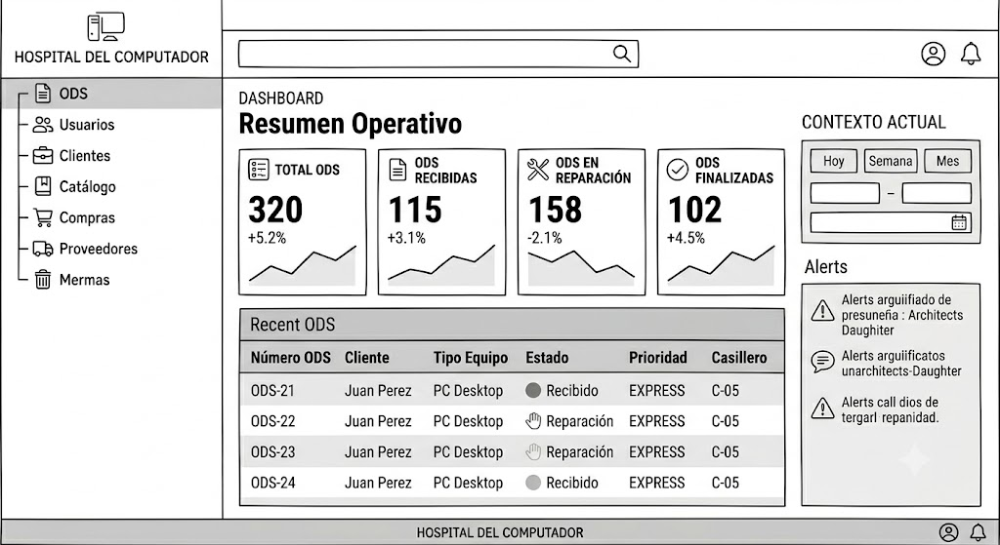 HOSPITAL DEL COMPUTADOR
ODS
Usuarios
Clientes
Catálogo
Compras
Proveedores
Mermas
DASHBOARD
Resumen Operativo
TOTAL ODS
320
+5.2%
ODS
RECIBIDAS
115
+3.1%
ODS EN
REPARACIÓN
158
-2.1%
ODS
FINALIZADAS
102
+4.5%
CONTEXTO ACTUAL
Hoy Semana Mes
–
Alerts
Alerts arguiifiado de
presuneña : Architects
Daughiter
Alerts arguiificatos
unarchitects-Daughter
Alerts call dios de
tergarl repanidad.
Recent ODS
Número ODS Cliente Tipo Equipo Estado Prioridad Casillero
ODS-21 Juan Perez PC Desktop Recibido EXPRESS C-05
ODS-22 Juan Perez PC Desktop Reparación EXPRESS C-05
ODS-23 Juan Perez PC Desktop Reparación EXPRESS C-05
ODS-24 Juan Perez PC Desktop Recibido EXPRESS C-05
HOSPITAL DEL COMPUTADOR